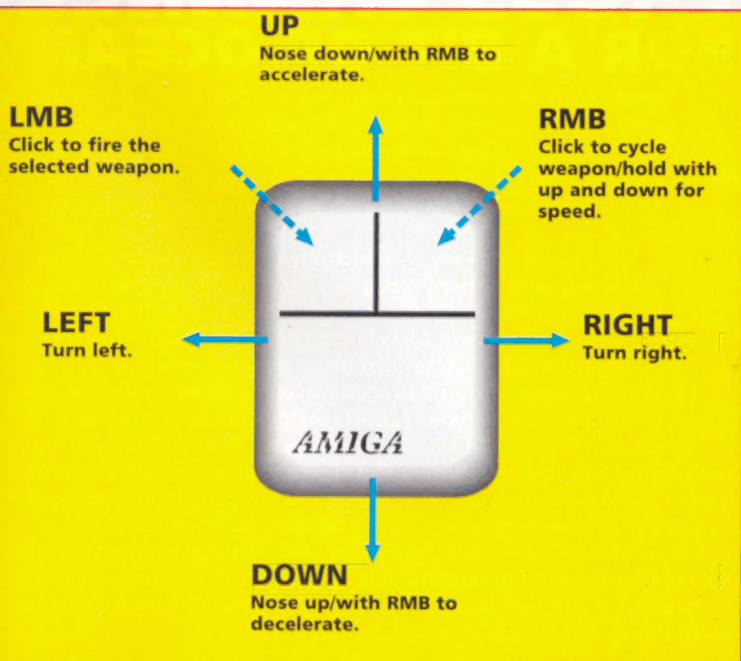 UP
Nose down/with RMB to
accelerate.
LMB
Click to fire the
selected weapon.
RMB
Click to cycle
weapon/hold with
up and down for
speed.
LEFT
Turn left.
RIGHT
Turn right.
AMIGA
DOWN
Nose up/with RMB to
decelerate.